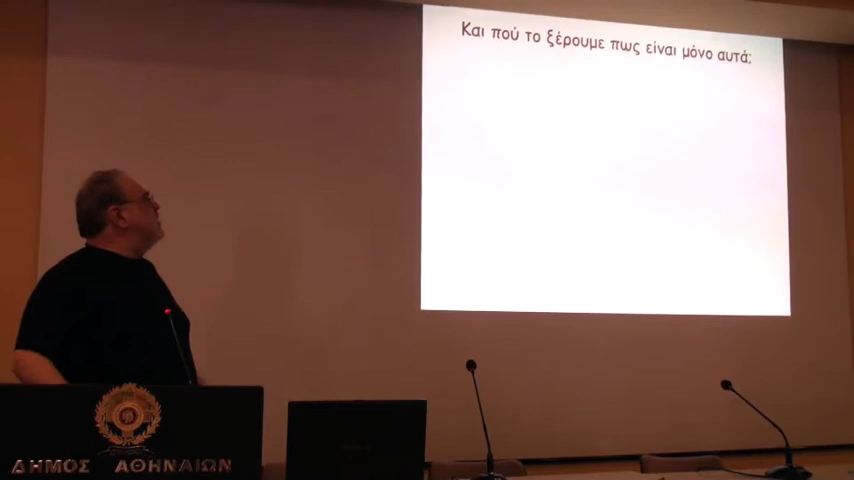 Και πού το ξέρουμε πως είναι μόνο αυτά;
ΔΗΜΟΣ ΑΘΗΝΑΙΩΝ